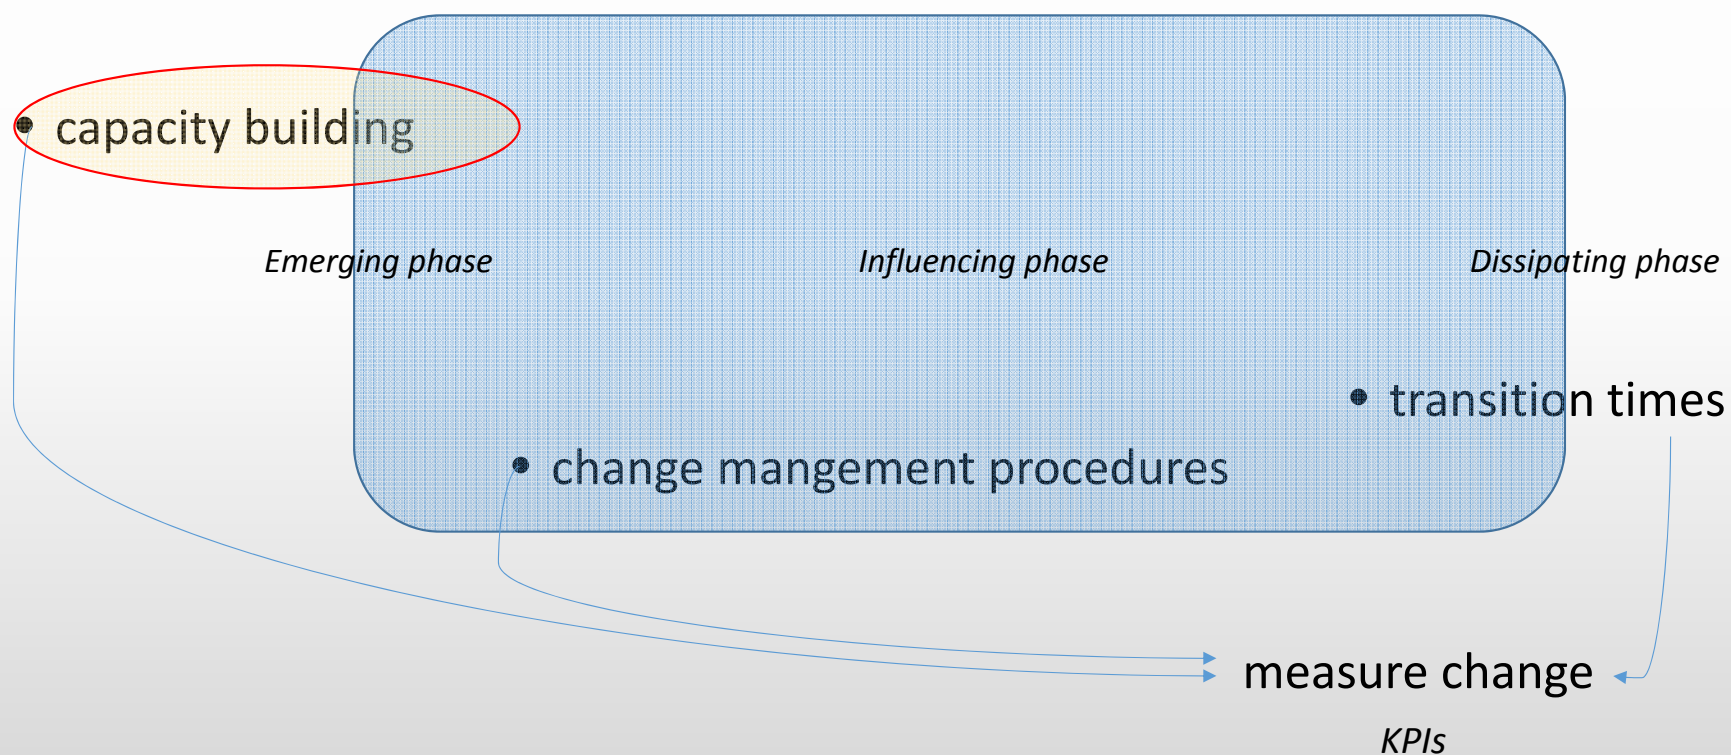 • capacity building
Emerging phase
Influencing phase
Dissipating phase
• transition times
• change mangement procedures
measure change
KPIs